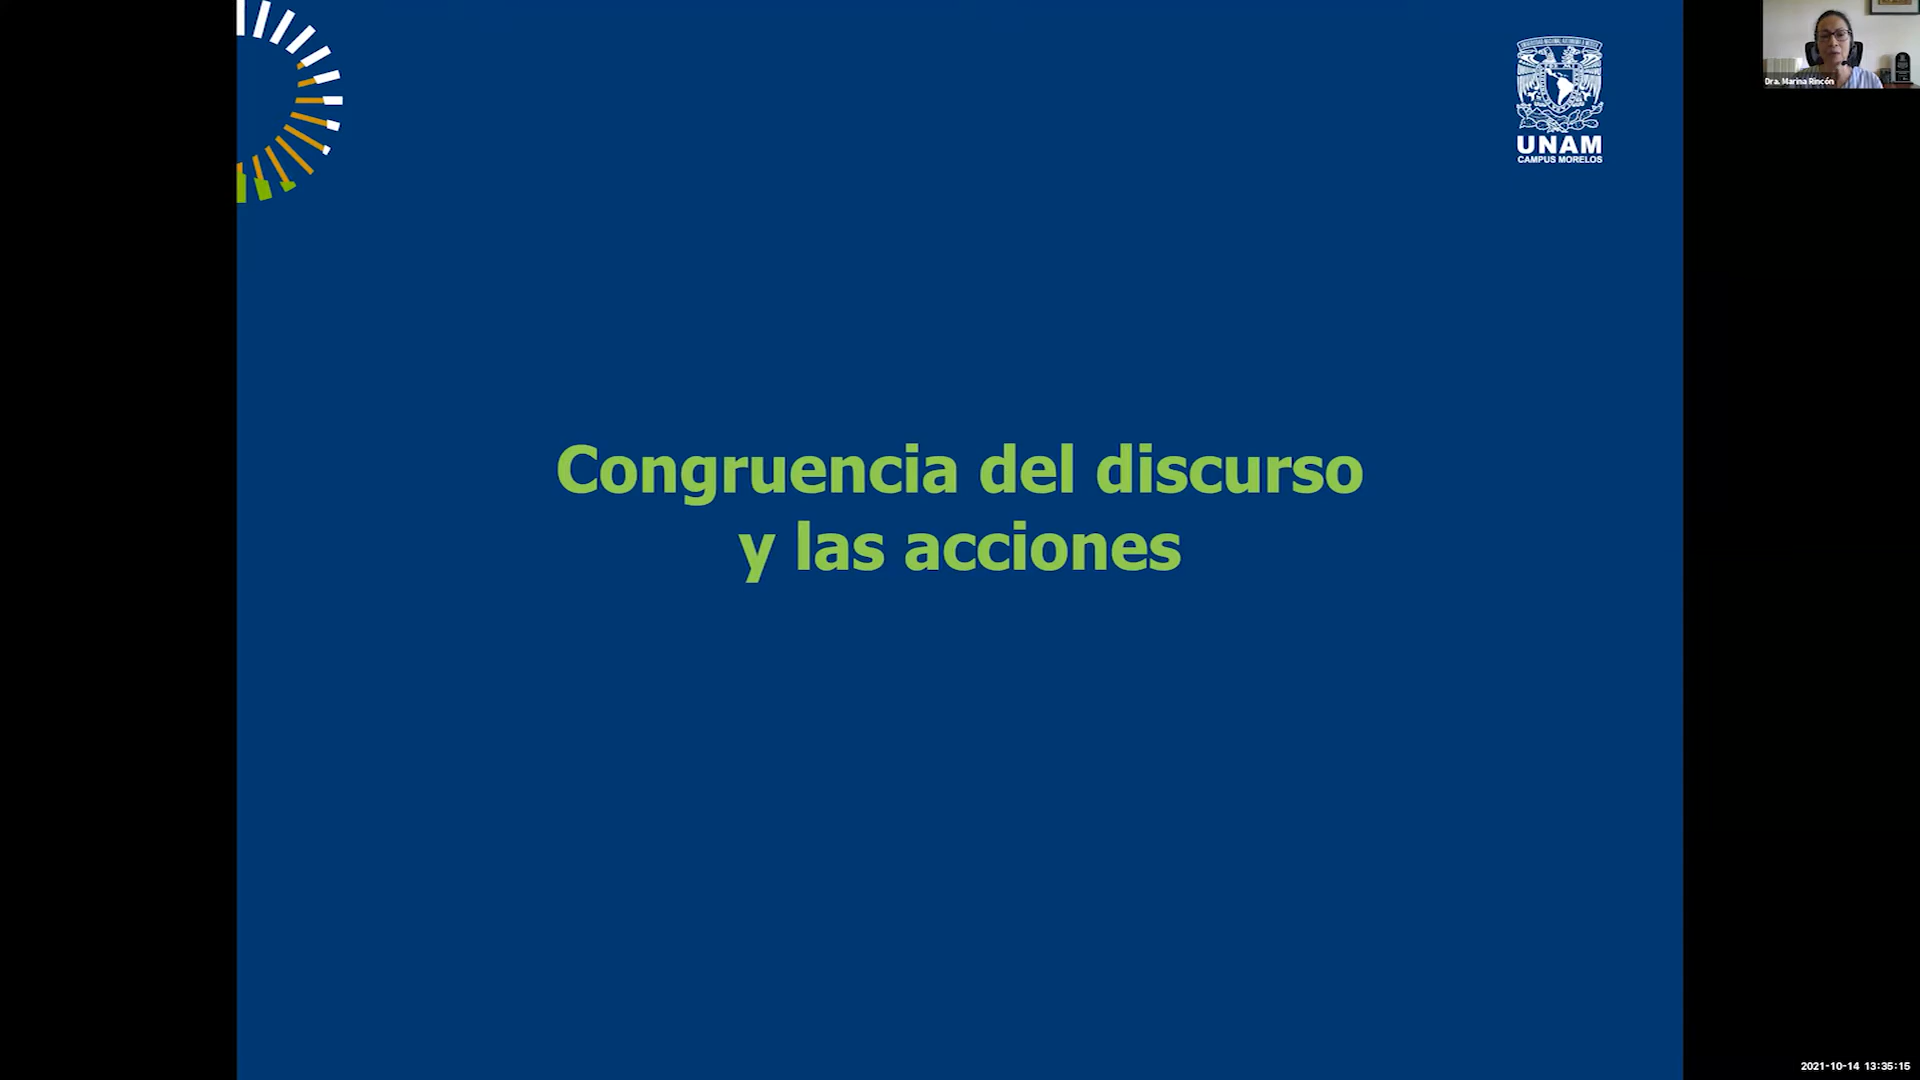 UNAM
CAMPUS MORELOS
Dra. Marina Rincón
Congruencia del discurso
y las acciones
2021-10-14 13:35:15